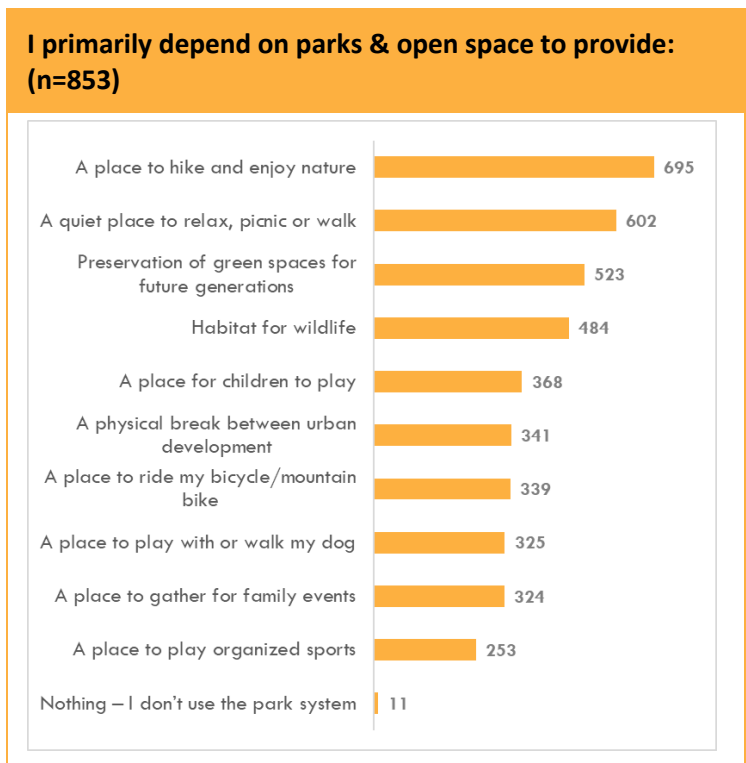 I primarily depend on parks & open space to provide:
(n=853)
A place to hike and enjoy nature 695
A quiet place to relax, picnic or walk 602
Preservation of green spaces for
future generations 523
Habitat for wildlife 484
A place for children to play 368
A physical break between urban
development 341
A place to ride my bicycle/mountain
bike 339
A place to play with or walk my dog 325
A place to gather for family events 324
A place to play organized sports 253
Nothing – I don't use the park system 11